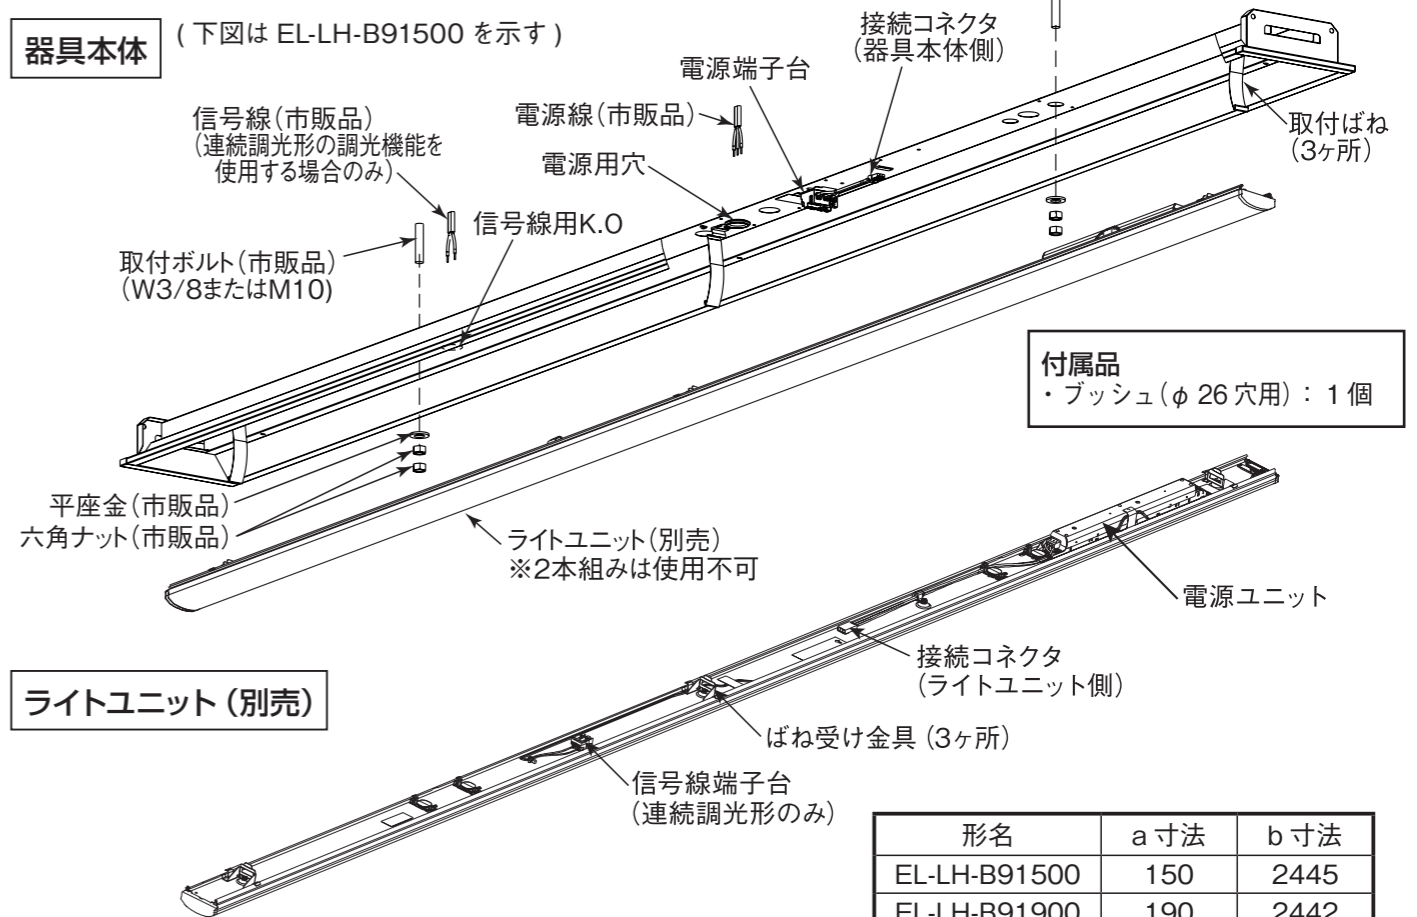 器具本体
(下図は EL-LH-B91500 を示す)
接続コネクタ
(器具本体側)
電源端子台
信号線(市販品)
(連続調光形の調光機能を
使用する場合のみ)
電源線(市販品)
電源用穴
取付ばね
(3ヶ所)
信号線用K.O
取付ボルト(市販品)
(W3/8またはM10)
付属品
・ブッシュ(φ 26 穴用) : 1 個
平座金(市販品)
六角ナット(市販品)
ライトユニット(別売)
※2本組みは使用不可
電源ユニット
接続コネクタ
(ライトユニット側)
ライトユニット (別売)
ばね受け金具 (3ヶ所)
信号線端子台
(連続調光形のみ)
形名 a 寸法 b 寸法
EL-LH-B91500 150 2445
EL-LH-B91900 190 2442